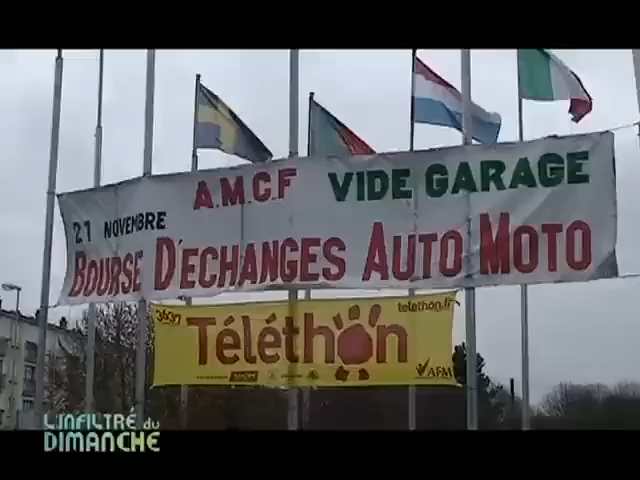 A.M.C.F VIDE GARAGE
21 NOVEMBRE
BOURSE D'ECHANGES AUTO MOTO
3637
telethon.fr
Téléthon
AFM
L'INFILTRÉ DU
DIMANCHE